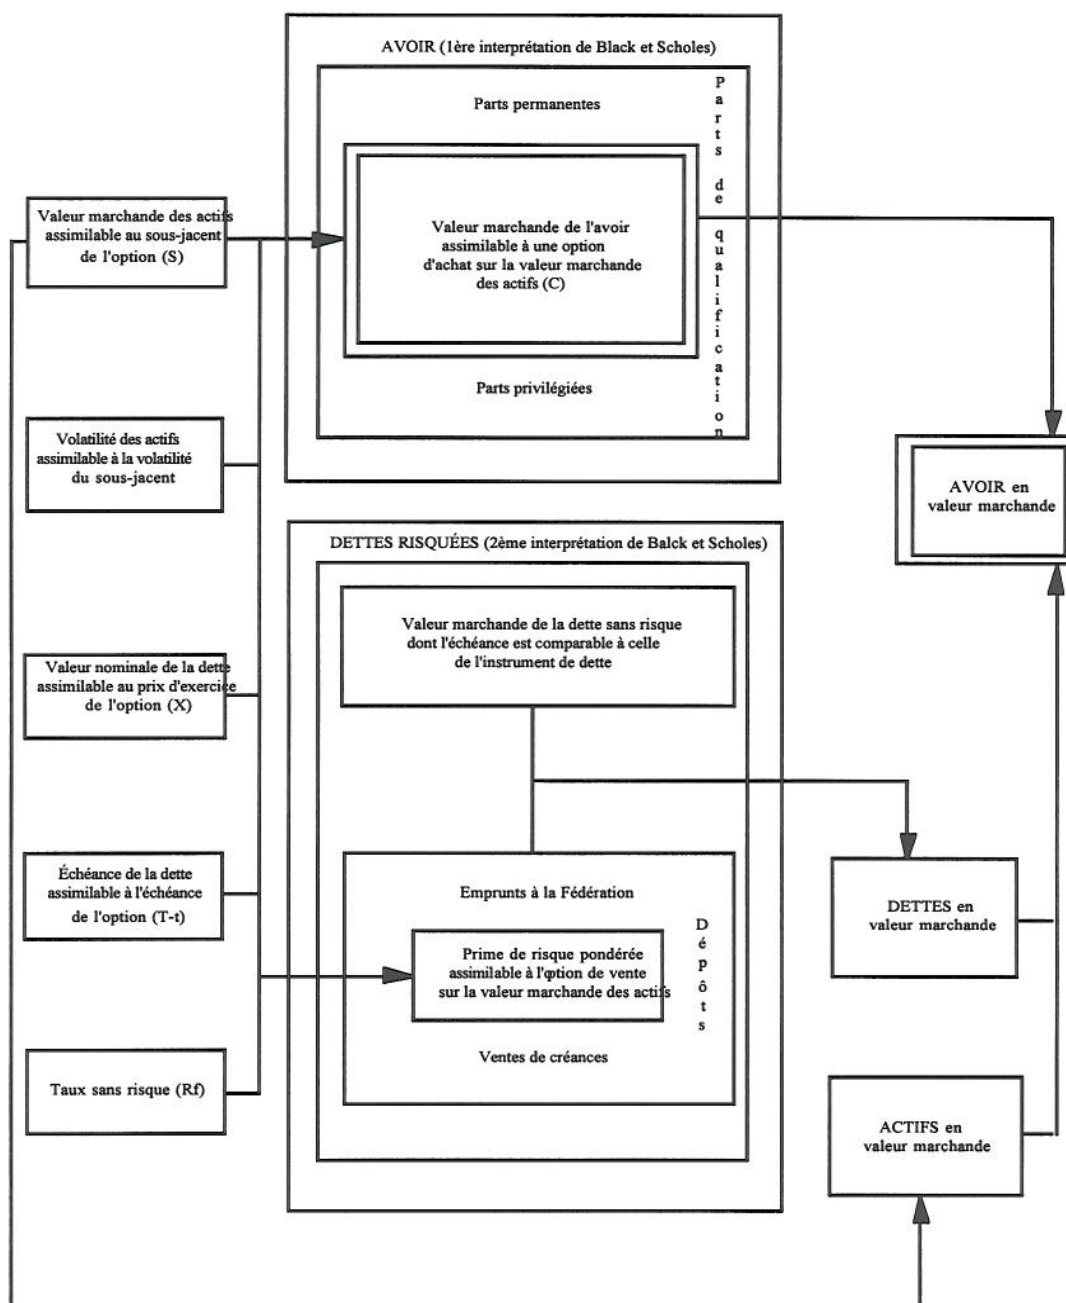 AVOIR (1ère interprétation de Black et Scholes)
Parts permanentes
Parts de qualification
Valeur marchande de l'avoir
assimilable à une option
d'achat sur la valeur marchande
des actifs (C)
Parts privilégiées
Valeur marchande des actifs
assimilable au sous-jacent
de l'option (S)
Volatilité des actifs
assimilable à la volatilité
du sous-jacent
Valeur nominale de la dette
assimilable au prix d'exercice
de l'option (X)
Échéance de la dette
assimilable à l'échéance
de l'option (T-t)
Taux sans risque (Rf)
DETTES RISQUÉES (2ème interprétation de Balck et Scholes)
Valeur marchande de la dette sans risque
dont l'échéance est comparable à celle
de l'instrument de dette
Emprunts à la Fédération
Dépôts
Prime de risque pondérée
assimilable à l'option de vente
sur la valeur marchande des actifs
Ventes de créances
AVOIR en
valeur marchande
DETTES en
valeur marchande
ACTIFS en
valeur marchande